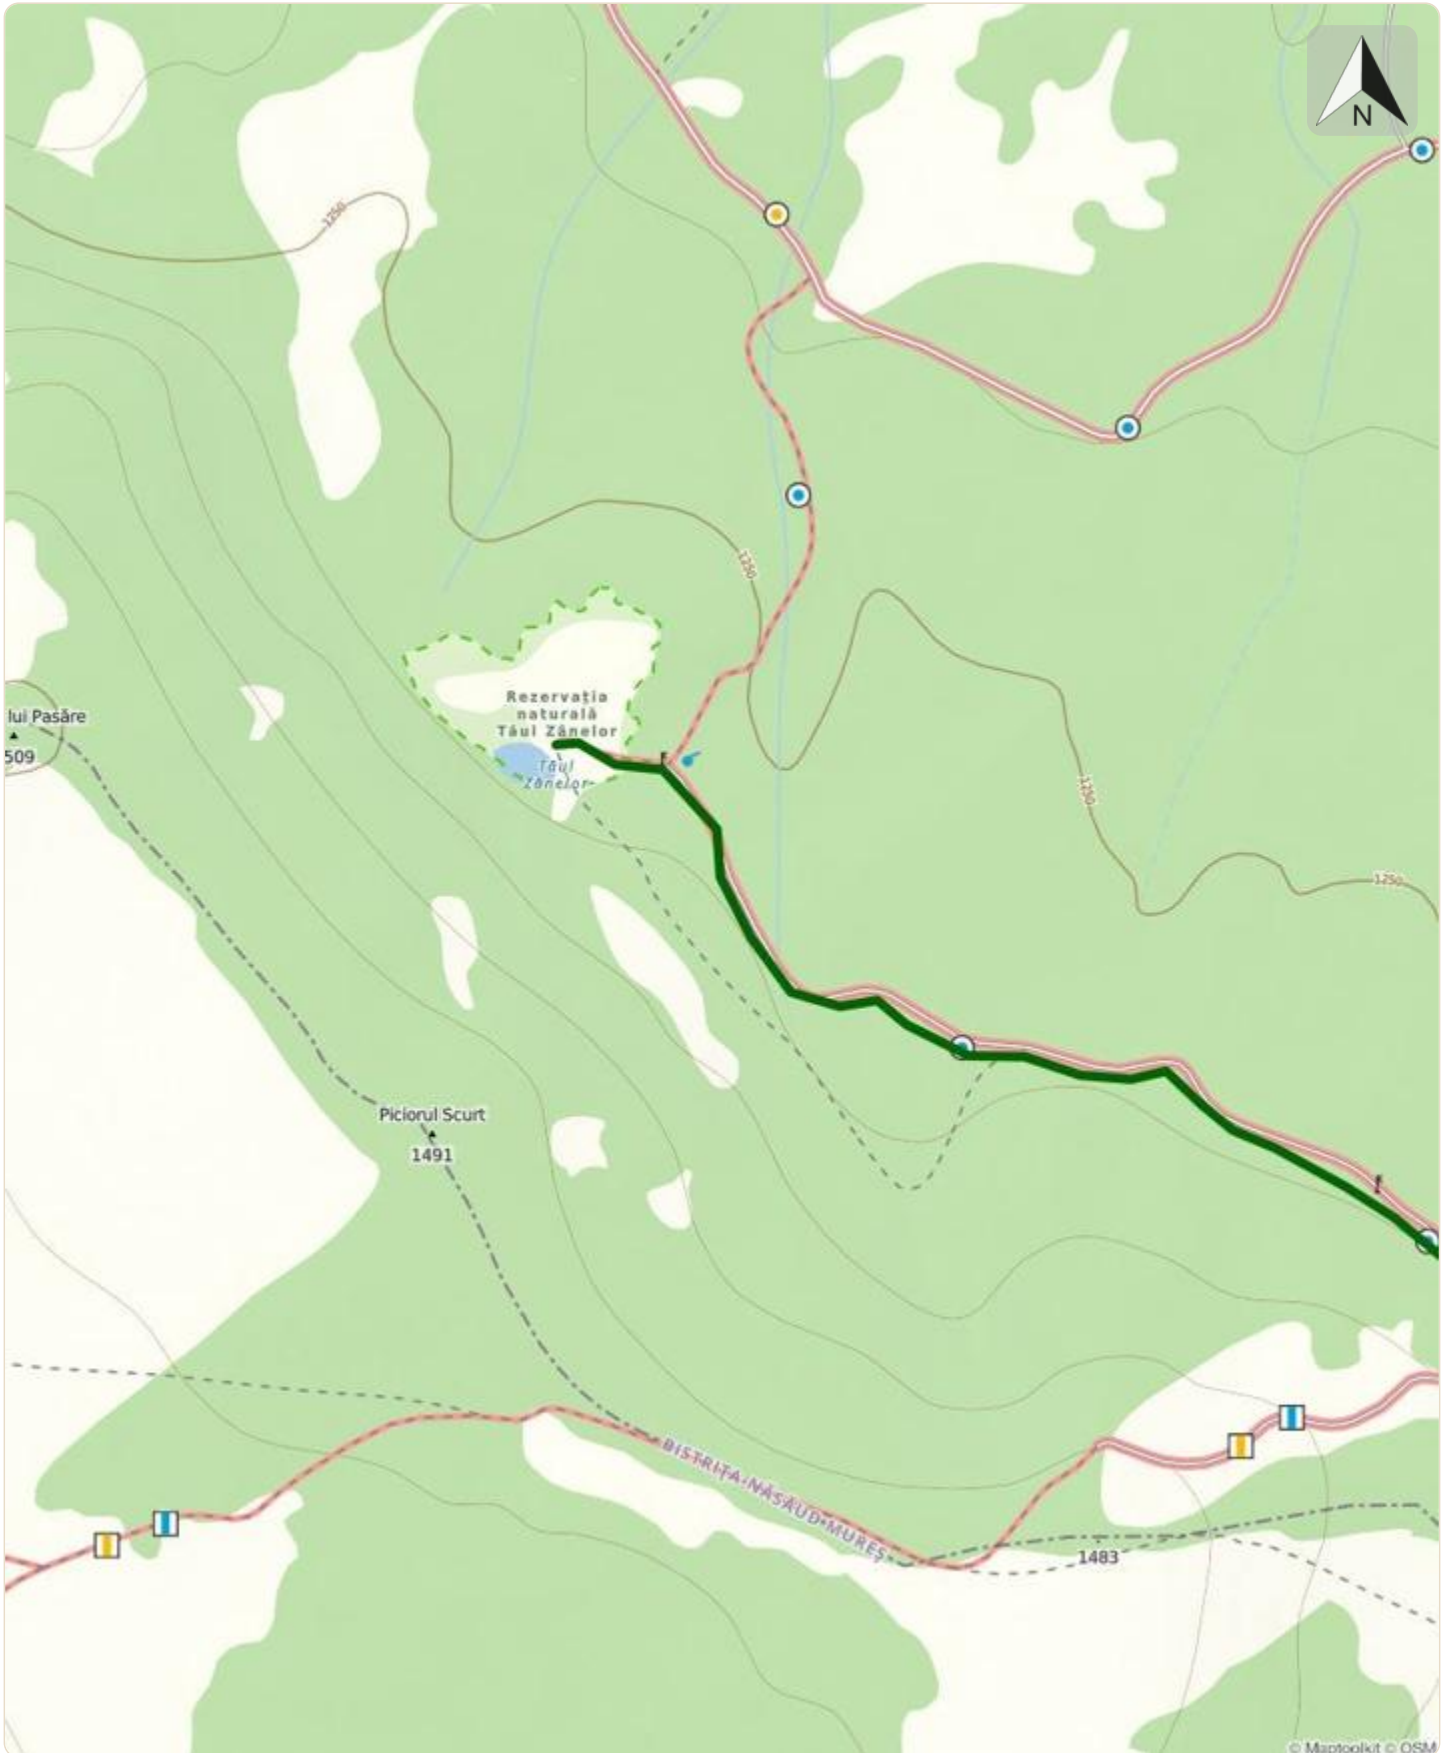 N
1250
1250
Rezervația
naturală
Tăul Zânelor
lui Pasăre
509
Tăul
Zânelor
1250
1250
Piciorul Scurt
1491
BISTRIȚA-NĂSĂUD
MUREȘ
1483
© Maptoolkit © OSM